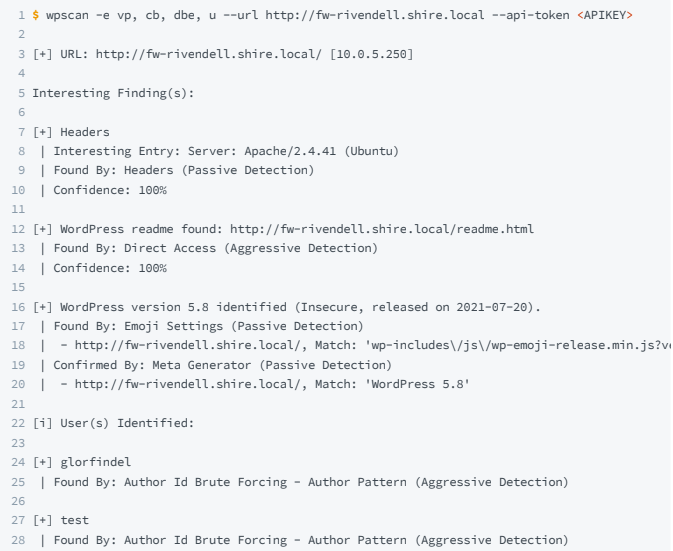 1 $ wpscan -e vp, cb, dbe, u --url http://fw-rivendell.shire.local --api-token <APIKEY>
2
3 [+] URL: http://fw-rivendell.shire.local/ [10.0.5.250]
4
5 Interesting Finding(s):
6
7 [+] Headers
8 | Interesting Entry: Server: Apache/2.4.41 (Ubuntu)
9 | Found By: Headers (Passive Detection)
10 | Confidence: 100%
11
12 [+] WordPress readme found: http://fw-rivendell.shire.local/readme.html
13 | Found By: Direct Access (Aggressive Detection)
14 | Confidence: 100%
15
16 [+] WordPress version 5.8 identified (Insecure, released on 2021-07-20).
17 | Found By: Emoji Settings (Passive Detection)
18 |  - http://fw-rivendell.shire.local/, Match: 'wp-includes\/js\/wp-emoji-release.min.js?v
19 | Confirmed By: Meta Generator (Passive Detection)
20 |  - http://fw-rivendell.shire.local/, Match: 'WordPress 5.8'
21
22 [i] User(s) Identified:
23
24 [+] glorfindel
25 | Found By: Author Id Brute Forcing - Author Pattern (Aggressive Detection)
26
27 [+] test
28 | Found By: Author Id Brute Forcing - Author Pattern (Aggressive Detection)